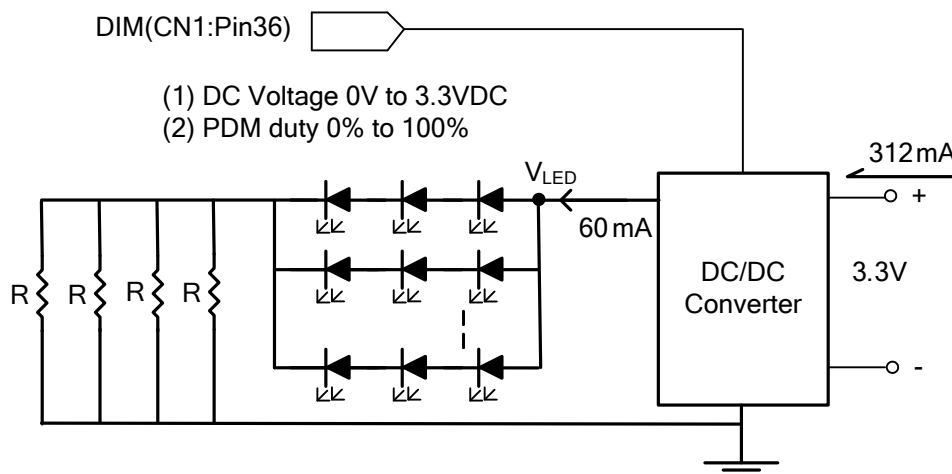 DIM(CN1:Pin36)
(1) DC Voltage 0V to 3.3VDC
(2) PDM duty 0% to 100%
312mA
VLED
+
60mA
R
R
R
R
DC/DC
Converter
3.3V
-